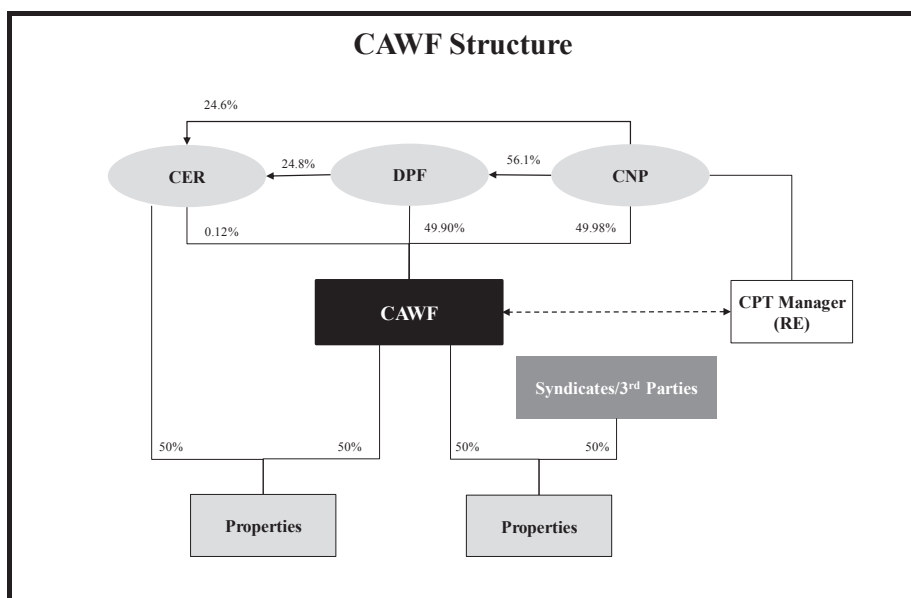 CAWF Structure
24.6%
CER
24.8%
DPF
56.1%
CNP
0.12%
49.90%
49.98%
CAWF
CPT Manager
(RE)
Syndicates/3rd Parties
50%
50%
50%
50%
Properties
Properties